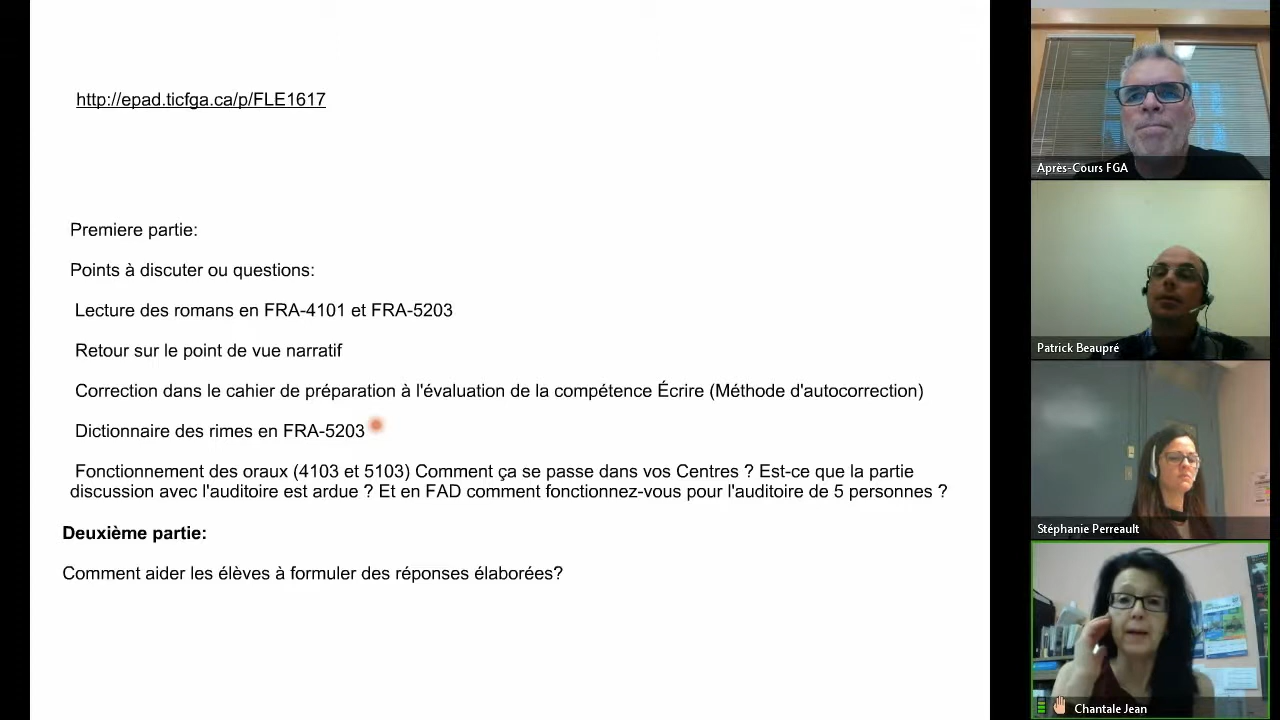 http://epad.ticfga.ca/p/FLE1617
Premiere partie:
Points à discuter ou questions:
Lecture des romans en FRA-4101 et FRA-5203
Retour sur le point de vue narratif
Correction dans le cahier de préparation à l'évaluation de la compétence Écrire (Méthode d'autocorrection)
Dictionnaire des rimes en FRA-5203
Fonctionnement des oraux (4103 et 5103) Comment ça se passe dans vos Centres ? Est-ce que la partie
discussion avec l'auditoire est ardue ? Et en FAD comment fonctionnez-vous pour l'auditoire de 5 personnes ?
Deuxième partie:
Comment aider les élèves à formuler des réponses élaborées?
Après-Cours FGA
Patrick Beaupré
Stéphanie Perreault
Chantale Jean